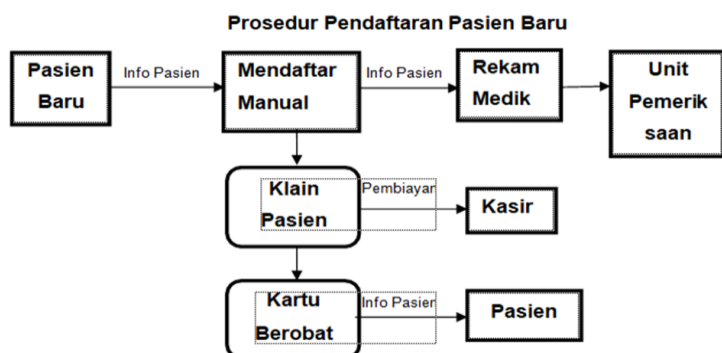 Prosedur Pendaftaran Pasien Baru
Pasien
Baru
Info Pasien
Mendaftar
Manual
Info Pasien
Rekam
Medik
Unit
Pemerik
saan
Klain
Pasien
Pembiayar
Kasir
Kartu
Berobat
Info Pasien
Pasien